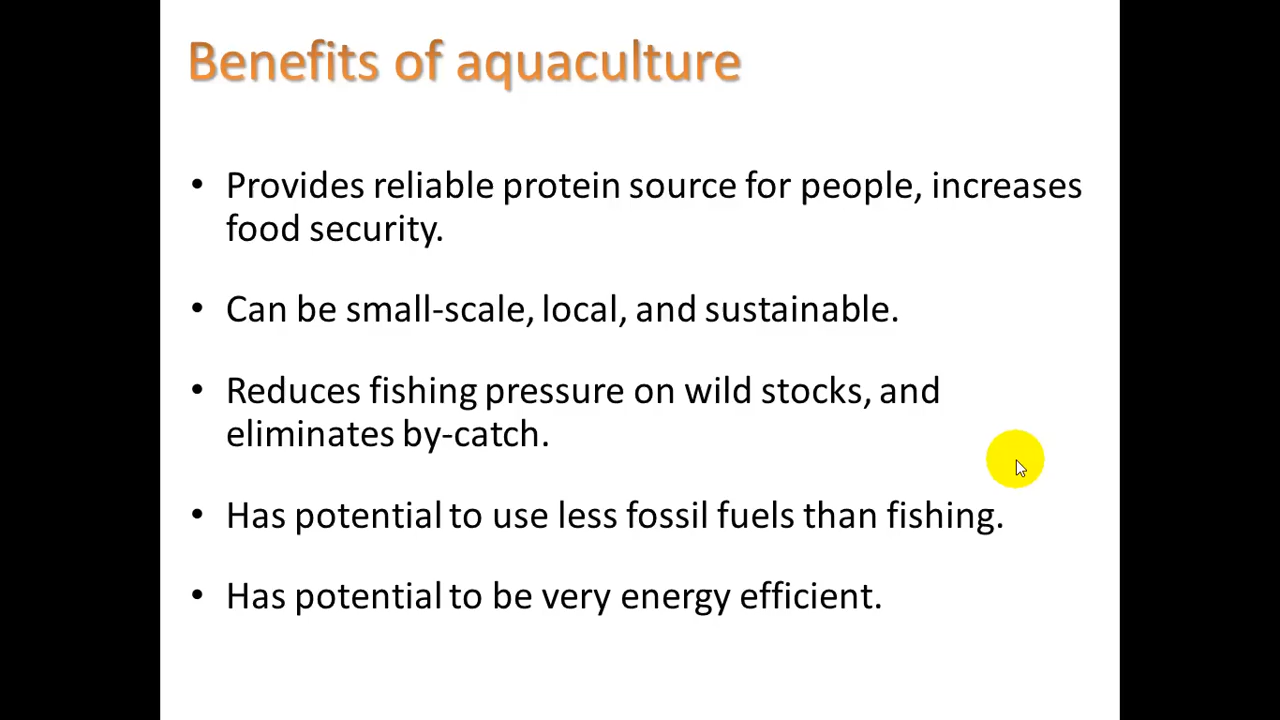 Benefits of aquaculture
• Provides reliable protein source for people, increases
food security.
• Can be small-scale, local, and sustainable.
• Reduces fishing pressure on wild stocks, and
eliminates by-catch.
• Has potential to use less fossil fuels than fishing.
• Has potential to be very energy efficient.